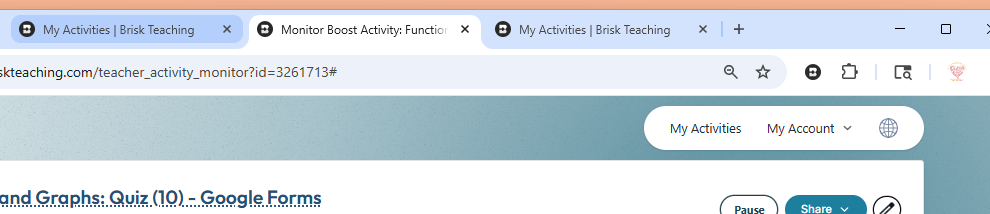 My Activities | Brisk Teaching
Monitor Boost Activity: Functio
My Activities | Brisk Teaching
skteaching.com/teacher_activity_monitor?id=3261713#
My Activities
My Account
and Graphs: Quiz (10) - Google Forms
Pause
Share